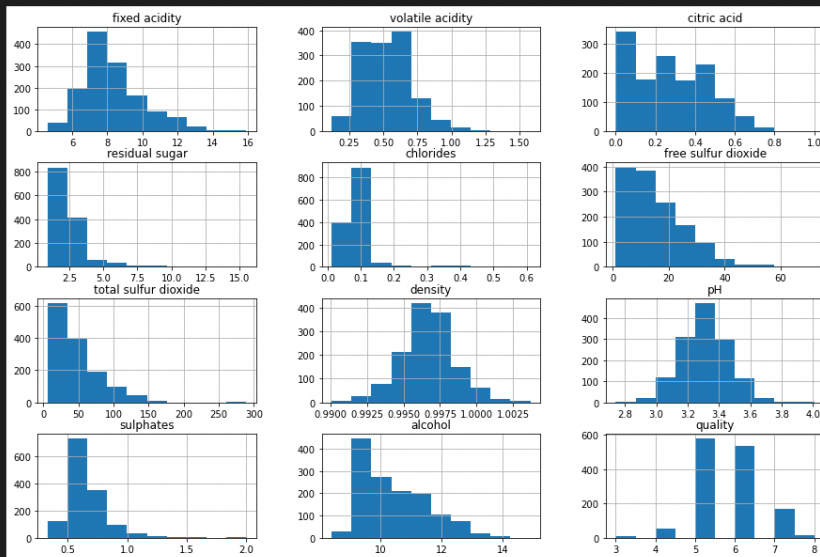 fixed acidity
volatile acidity
citric acid
400
300
200
100
0
6 8 10 12 14 16
400
300
200
100
0
0.25 0.50 0.75 1.00 1.25 1.50
300
200
100
0
0.0 0.2 0.4 0.6 0.8 1.0
residual sugar
chlorides
free sulfur dioxide
800
600
400
200
0
2.5 5.0 7.5 10.0 12.5 15.0
800
600
400
200
0
0.0 0.1 0.2 0.3 0.4 0.5 0.6
400
300
200
100
0
0 20 40 60
total sulfur dioxide
density
pH
600
400
200
0
0 50 100 150 200 250 300
400
300
200
100
0
0.9900 0.9925 0.9950 0.9975 1.0000 1.0025
400
300
200
100
0
2.8 3.0 3.2 3.4 3.6 3.8 4.0
sulphates
alcohol
quality
600
400
200
0
0.5 1.0 1.5 2.0
400
300
200
100
0
10 12 14
600
400
200
0
3 4 5 6 7 8